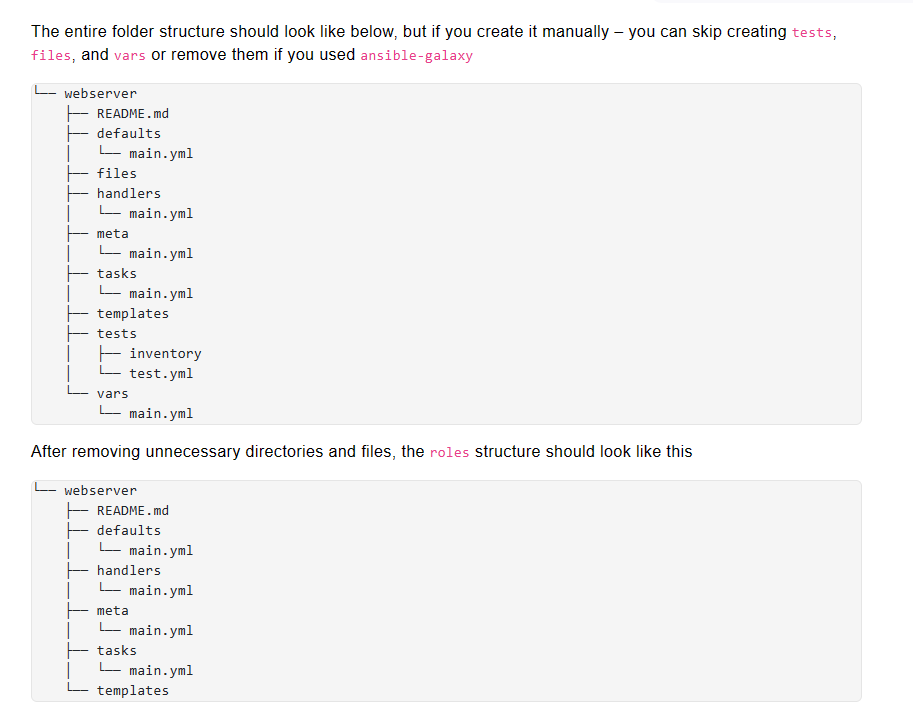 The entire folder structure should look like below, but if you create it manually – you can skip creating tests,
files, and vars or remove them if you used ansible-galaxy
└── webserver
    ├── README.md
    ├── defaults
    │   └── main.yml
    ├── files
    ├── handlers
    │   └── main.yml
    ├── meta
    │   └── main.yml
    ├── tasks
    │   └── main.yml
    ├── templates
    ├── tests
    │   ├── inventory
    │   └── test.yml
    └── vars
        └── main.yml
After removing unnecessary directories and files, the roles structure should look like this
└── webserver
    ├── README.md
    ├── defaults
    │   └── main.yml
    ├── handlers
    │   └── main.yml
    ├── meta
    │   └── main.yml
    ├── tasks
    │   └── main.yml
    └── templates